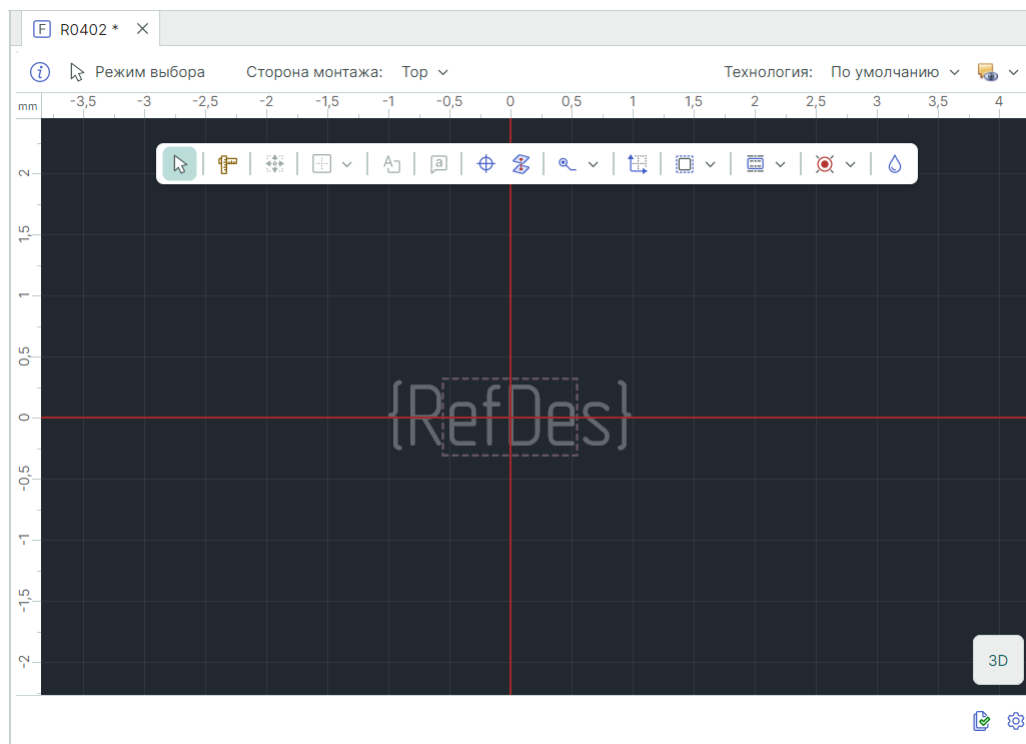 F R0402 *
Режим выбора Сторона монтажа: Top Технология: По умолчанию
mm -3,5 -3 -2,5 -2 -1,5 -1 -0,5 0 0,5 1 1,5 2 2,5 3 3,5 4
A a
2
1,5
1
0,5
0
{RefDes}
-0,5
-1
-1,5
-2
3D